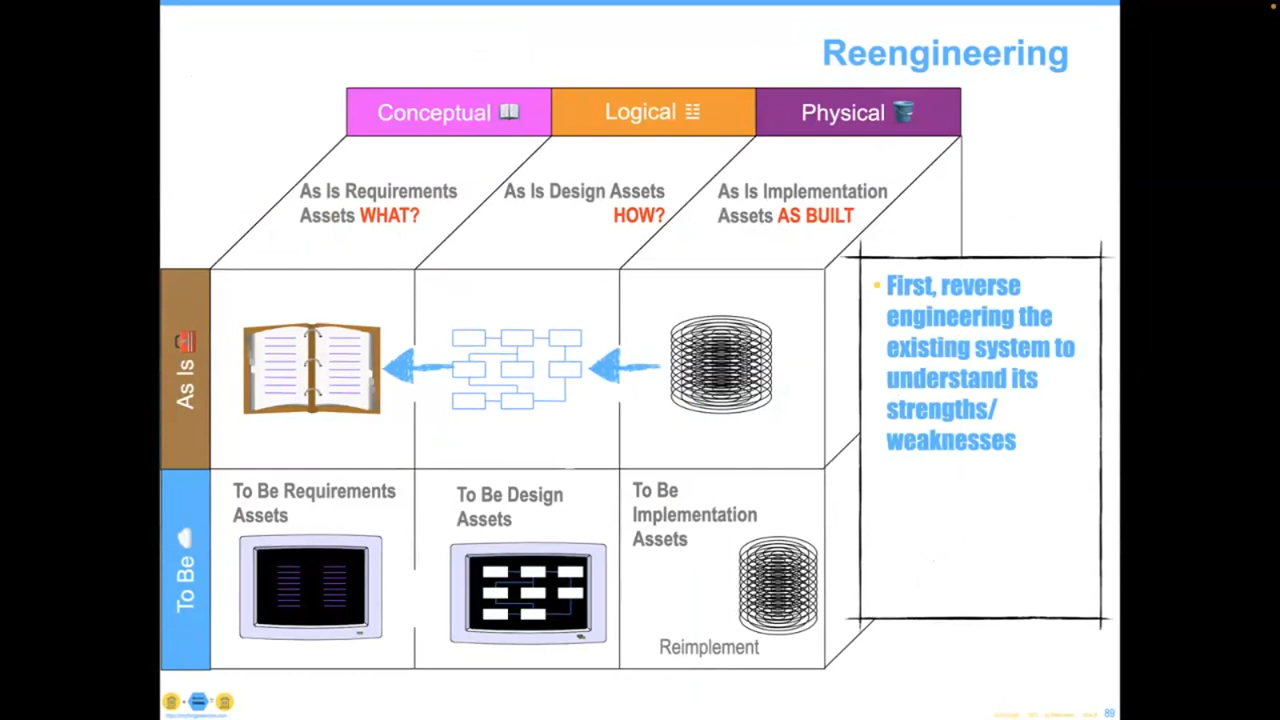 Reengineering
Conceptual
Logical
Physical
As Is Requirements
Assets WHAT?
As Is Design Assets
HOW?
As Is Implementation
Assets AS BUILT
As Is
• First, reverse
engineering the
existing system to
understand its
strengths/
weaknesses
To Be
To Be Requirements
Assets
To Be Design
Assets
To Be
Implementation
Assets
Reimplement
89